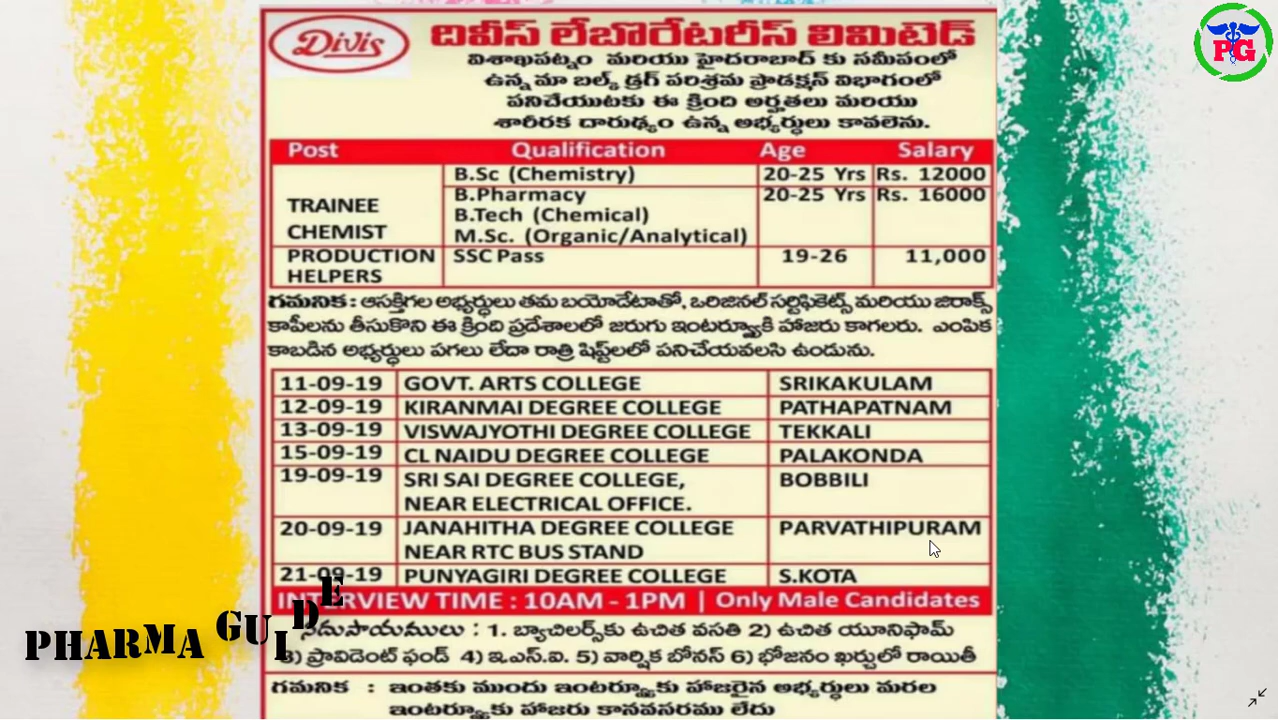 Divis
దివీస్ లేబొరేటరీస్ లిమిటెడ్
PG
విశాఖపట్నం మరియు హైదరాబాద్ కు సమీపంలో
ఉన్న మా బల్క్ డ్రగ్ పరిశ్రమ ప్రొడక్షన్ విభాగంలో
పనిచేయుటకు ఈ క్రింది అర్హతలు మరియు
శారీరక దారుఢ్యం ఉన్న అభ్యర్థులు కావలెను.
Post Qualification Age Salary
B.Sc (Chemistry) 20-25 Yrs Rs. 12000
B.Pharmacy 20-25 Yrs Rs. 16000
TRAINEE B.Tech (Chemical)
CHEMIST M.Sc. (Organic/Analytical)
PRODUCTION SSC Pass 19-26 11,000
HELPERS
గమనిక : ఆసక్తిగల అభ్యర్థులు తమ బయోడేటాతో, ఒరిజినల్ సర్టిఫికెట్స్ మరియు జిరాక్స్
కాపీలను తీసుకొని ఈ క్రింది ప్రదేశాలలో జరుగు ఇంటర్వ్యూకి హాజరు కాగలరు. ఎంపిక
కాబడిన అభ్యర్థులు పగలు లేదా రాత్రి షిఫ్ట్‌లలో పనిచేయవలసి ఉండును.
11-09-19 GOVT. ARTS COLLEGE SRIKAKULAM
12-09-19 KIRANMAI DEGREE COLLEGE PATHAPATNAM
13-09-19 VISWAJYOTHI DEGREE COLLEGE TEKKALI
15-09-19 CL NAIDU DEGREE COLLEGE PALAKONDA
19-09-19 SRI SAI DEGREE COLLEGE, BOBBILI
NEAR ELECTRICAL OFFICE.
20-09-19 JANAHITHA DEGREE COLLEGE PARVATHIPURAM
NEAR RTC BUS STAND
21-09-19 PUNYAGIRI DEGREE COLLEGE S.KOTA
INTERVIEW TIME : 10AM - 1PM | Only Male Candidates
PHARMA GUIDE
: 1. బ్యాచిలర్స్‌కు ఉచిత వసతి 2) ఉచిత యూనిఫామ్
3) ప్రావిడెంట్ ఫండ్ 4) ఇ.ఎస్.ఐ. 5) వార్షిక బోనస్ 6) భోజనం ఖర్చులో రాయితీ
గమనిక : ఇంతకు ముందు ఇంటర్వ్యూకు హాజరైన అభ్యర్థులు మరల
ఇంటర్వ్యూకు హాజరు కానవసరము లేదు